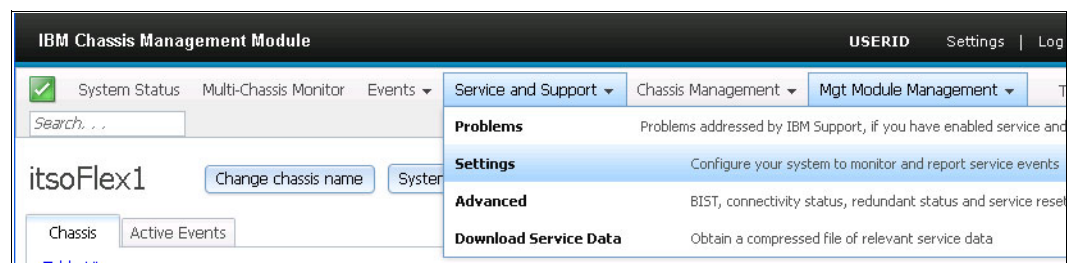 IBM Chassis Management Module USERID Settings | Log
System Status Multi-Chassis Monitor Events Service and Support Chassis Management Mgt Module Management
Search. . .
Problems Problems addressed by IBM Support, if you have enabled service and
itsoFlex1 Change chassis name System
Settings Configure your system to monitor and report service events
Advanced BIST, connectivity status, redundant status and service reset
Chassis Active Events
Download Service Data Obtain a compressed file of relevant service data